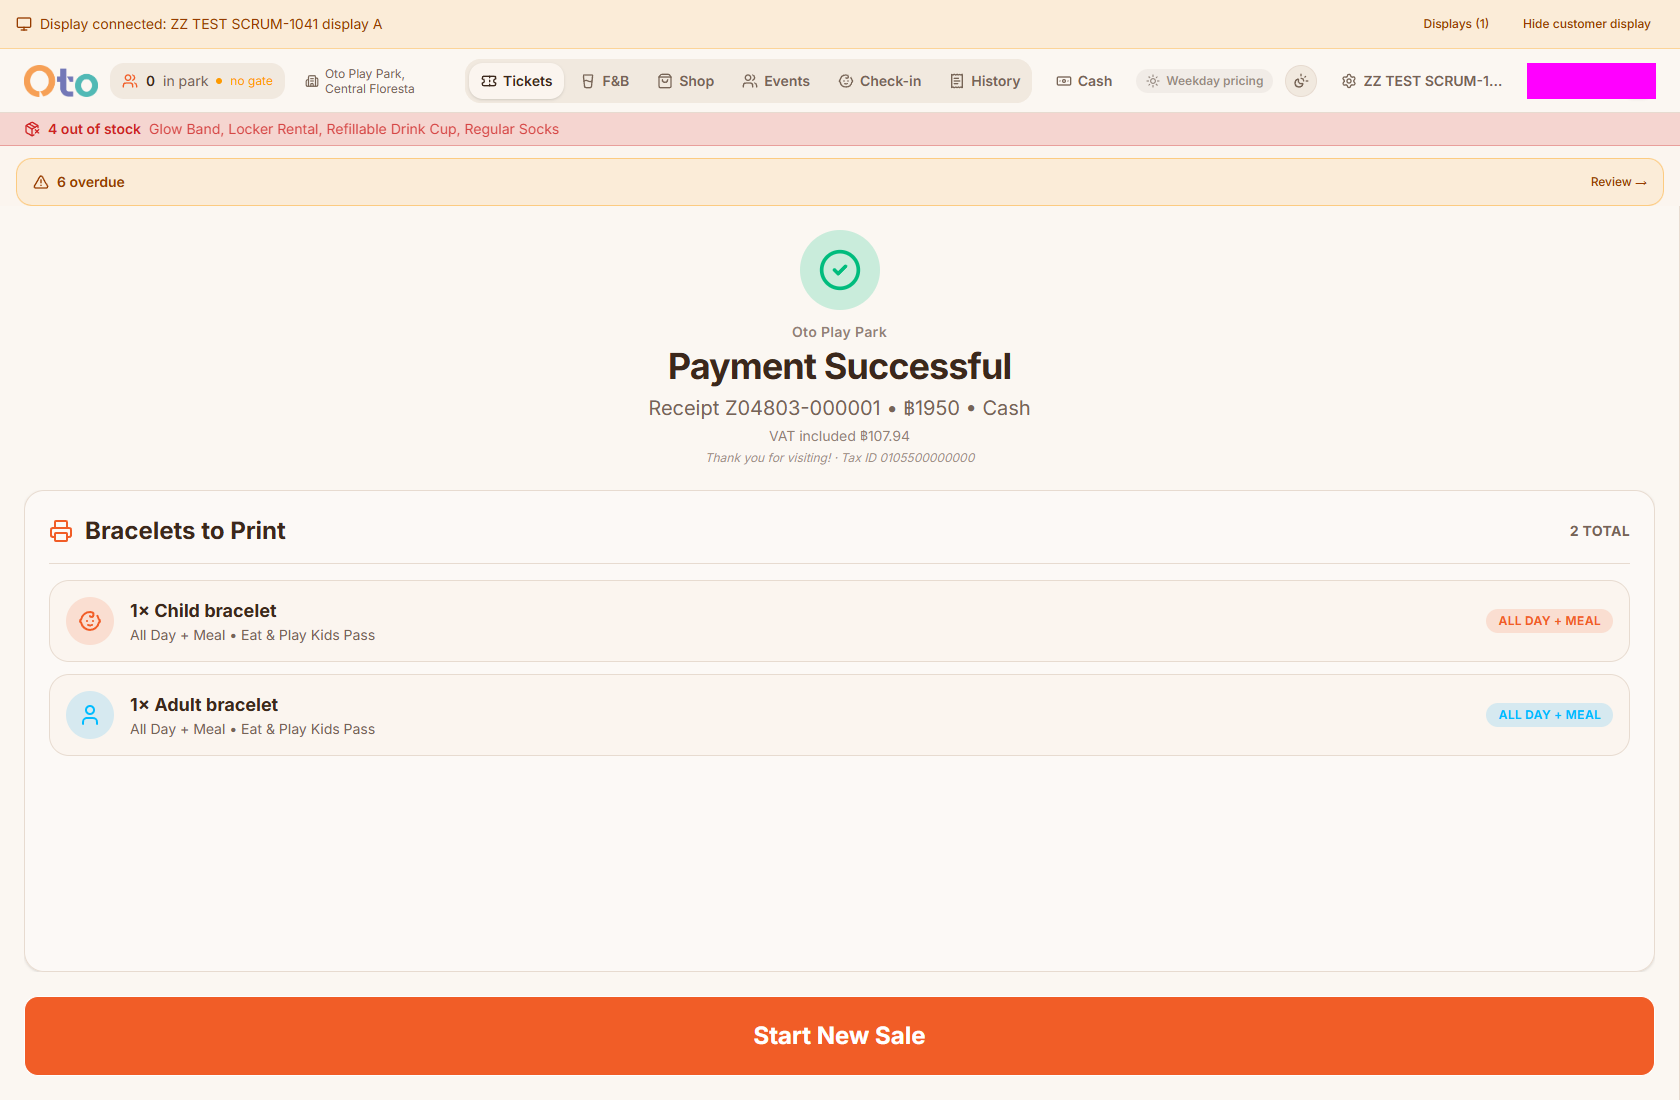 Display connected: ZZ TEST SCRUM-1041 display A
Displays (1)
Hide customer display
Oto
0 in park • no gate
Oto Play Park,
Central Floresta
Tickets
F&B
Shop
Events
Check-in
History
Cash
Weekday pricing
ZZ TEST SCRUM-1...
4 out of stock Glow Band, Locker Rental, Refillable Drink Cup, Regular Socks
6 overdue
Review →
Oto Play Park
Payment Successful
Receipt Z04803-000001 • ฿1950 • Cash
VAT included ฿107.94
Thank you for visiting! · Tax ID 0105500000000
Bracelets to Print
2 TOTAL
1× Child bracelet
All Day + Meal • Eat & Play Kids Pass
ALL DAY + MEAL
1× Adult bracelet
All Day + Meal • Eat & Play Kids Pass
ALL DAY + MEAL
Start New Sale